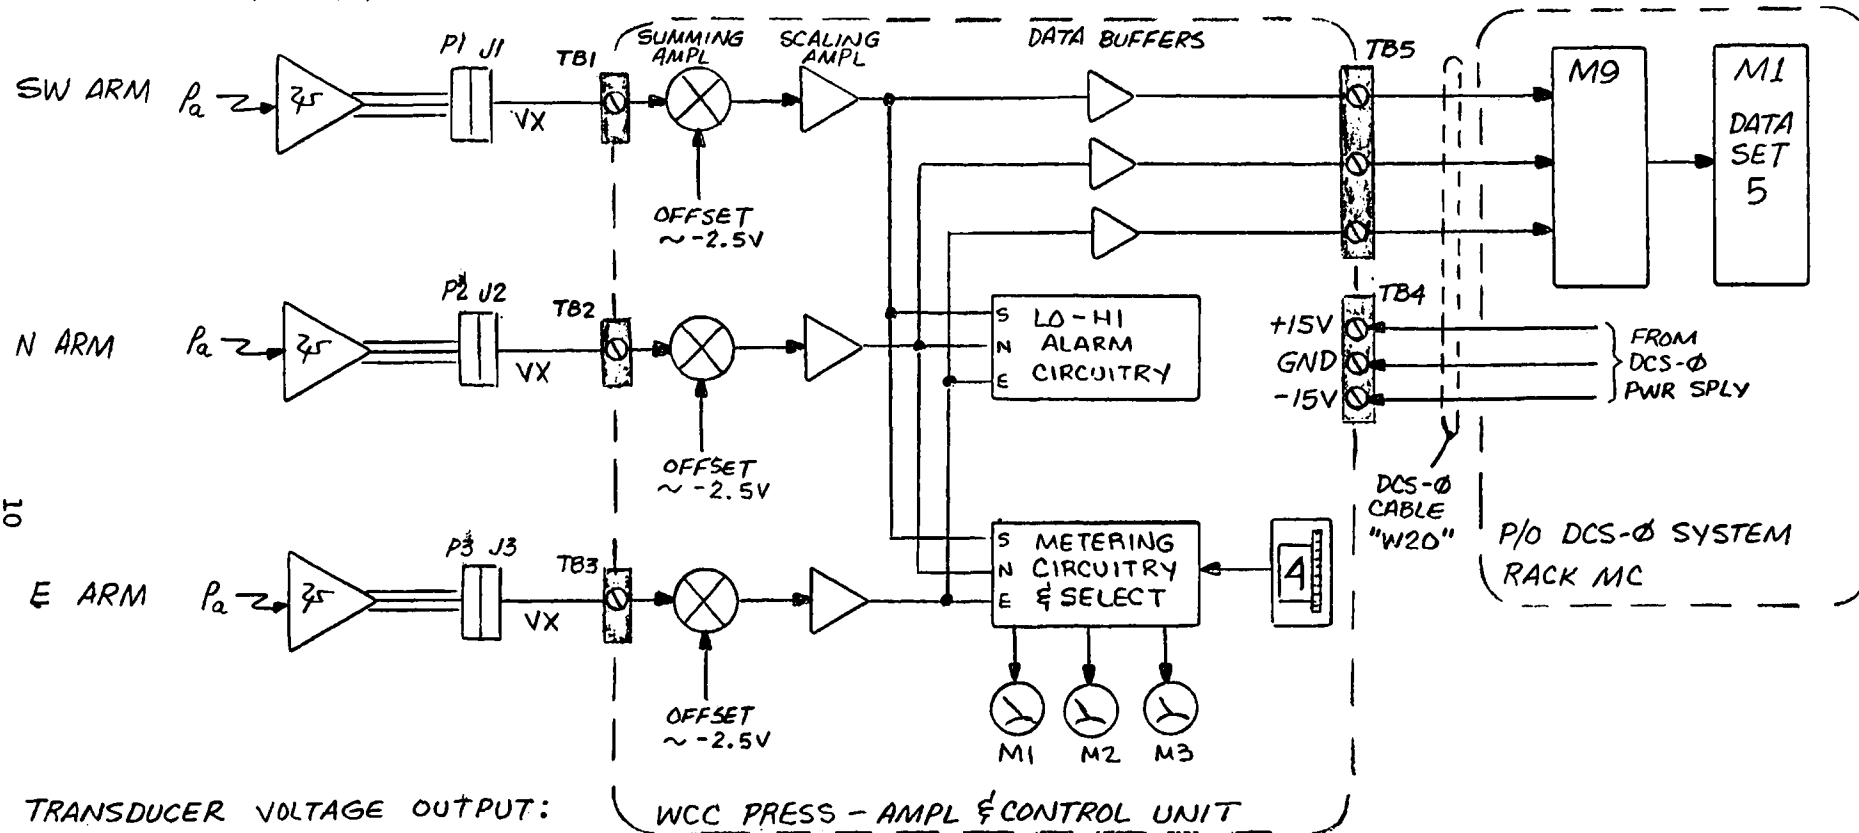 SW ARM
Pa
P1 J1
VX
TB1
SUMMING
AMPL
OFFSET
~ -2.5V
SCALING
AMPL
DATA BUFFERS
TB5
M9
M1
DATA
SET
5
N ARM
Pa
P2 J2
VX
TB2
OFFSET
~ -2.5V
S
N
E
LO-HI
ALARM
CIRCUITRY
TB4
+15V
GND
-15V
FROM
DCS-Ø
PWR SPLY
DCS-Ø
CABLE
"W20"
P/O DCS-Ø SYSTEM
RACK MC
10
E ARM
Pa
P3 J3
VX
TB3
OFFSET
~ -2.5V
S
N
E
METERING
CIRCUITRY
& SELECT
4
M1
M2
M3
TRANSDUCER VOLTAGE OUTPUT:
WCC PRESS - AMPL & CONTROL UNIT